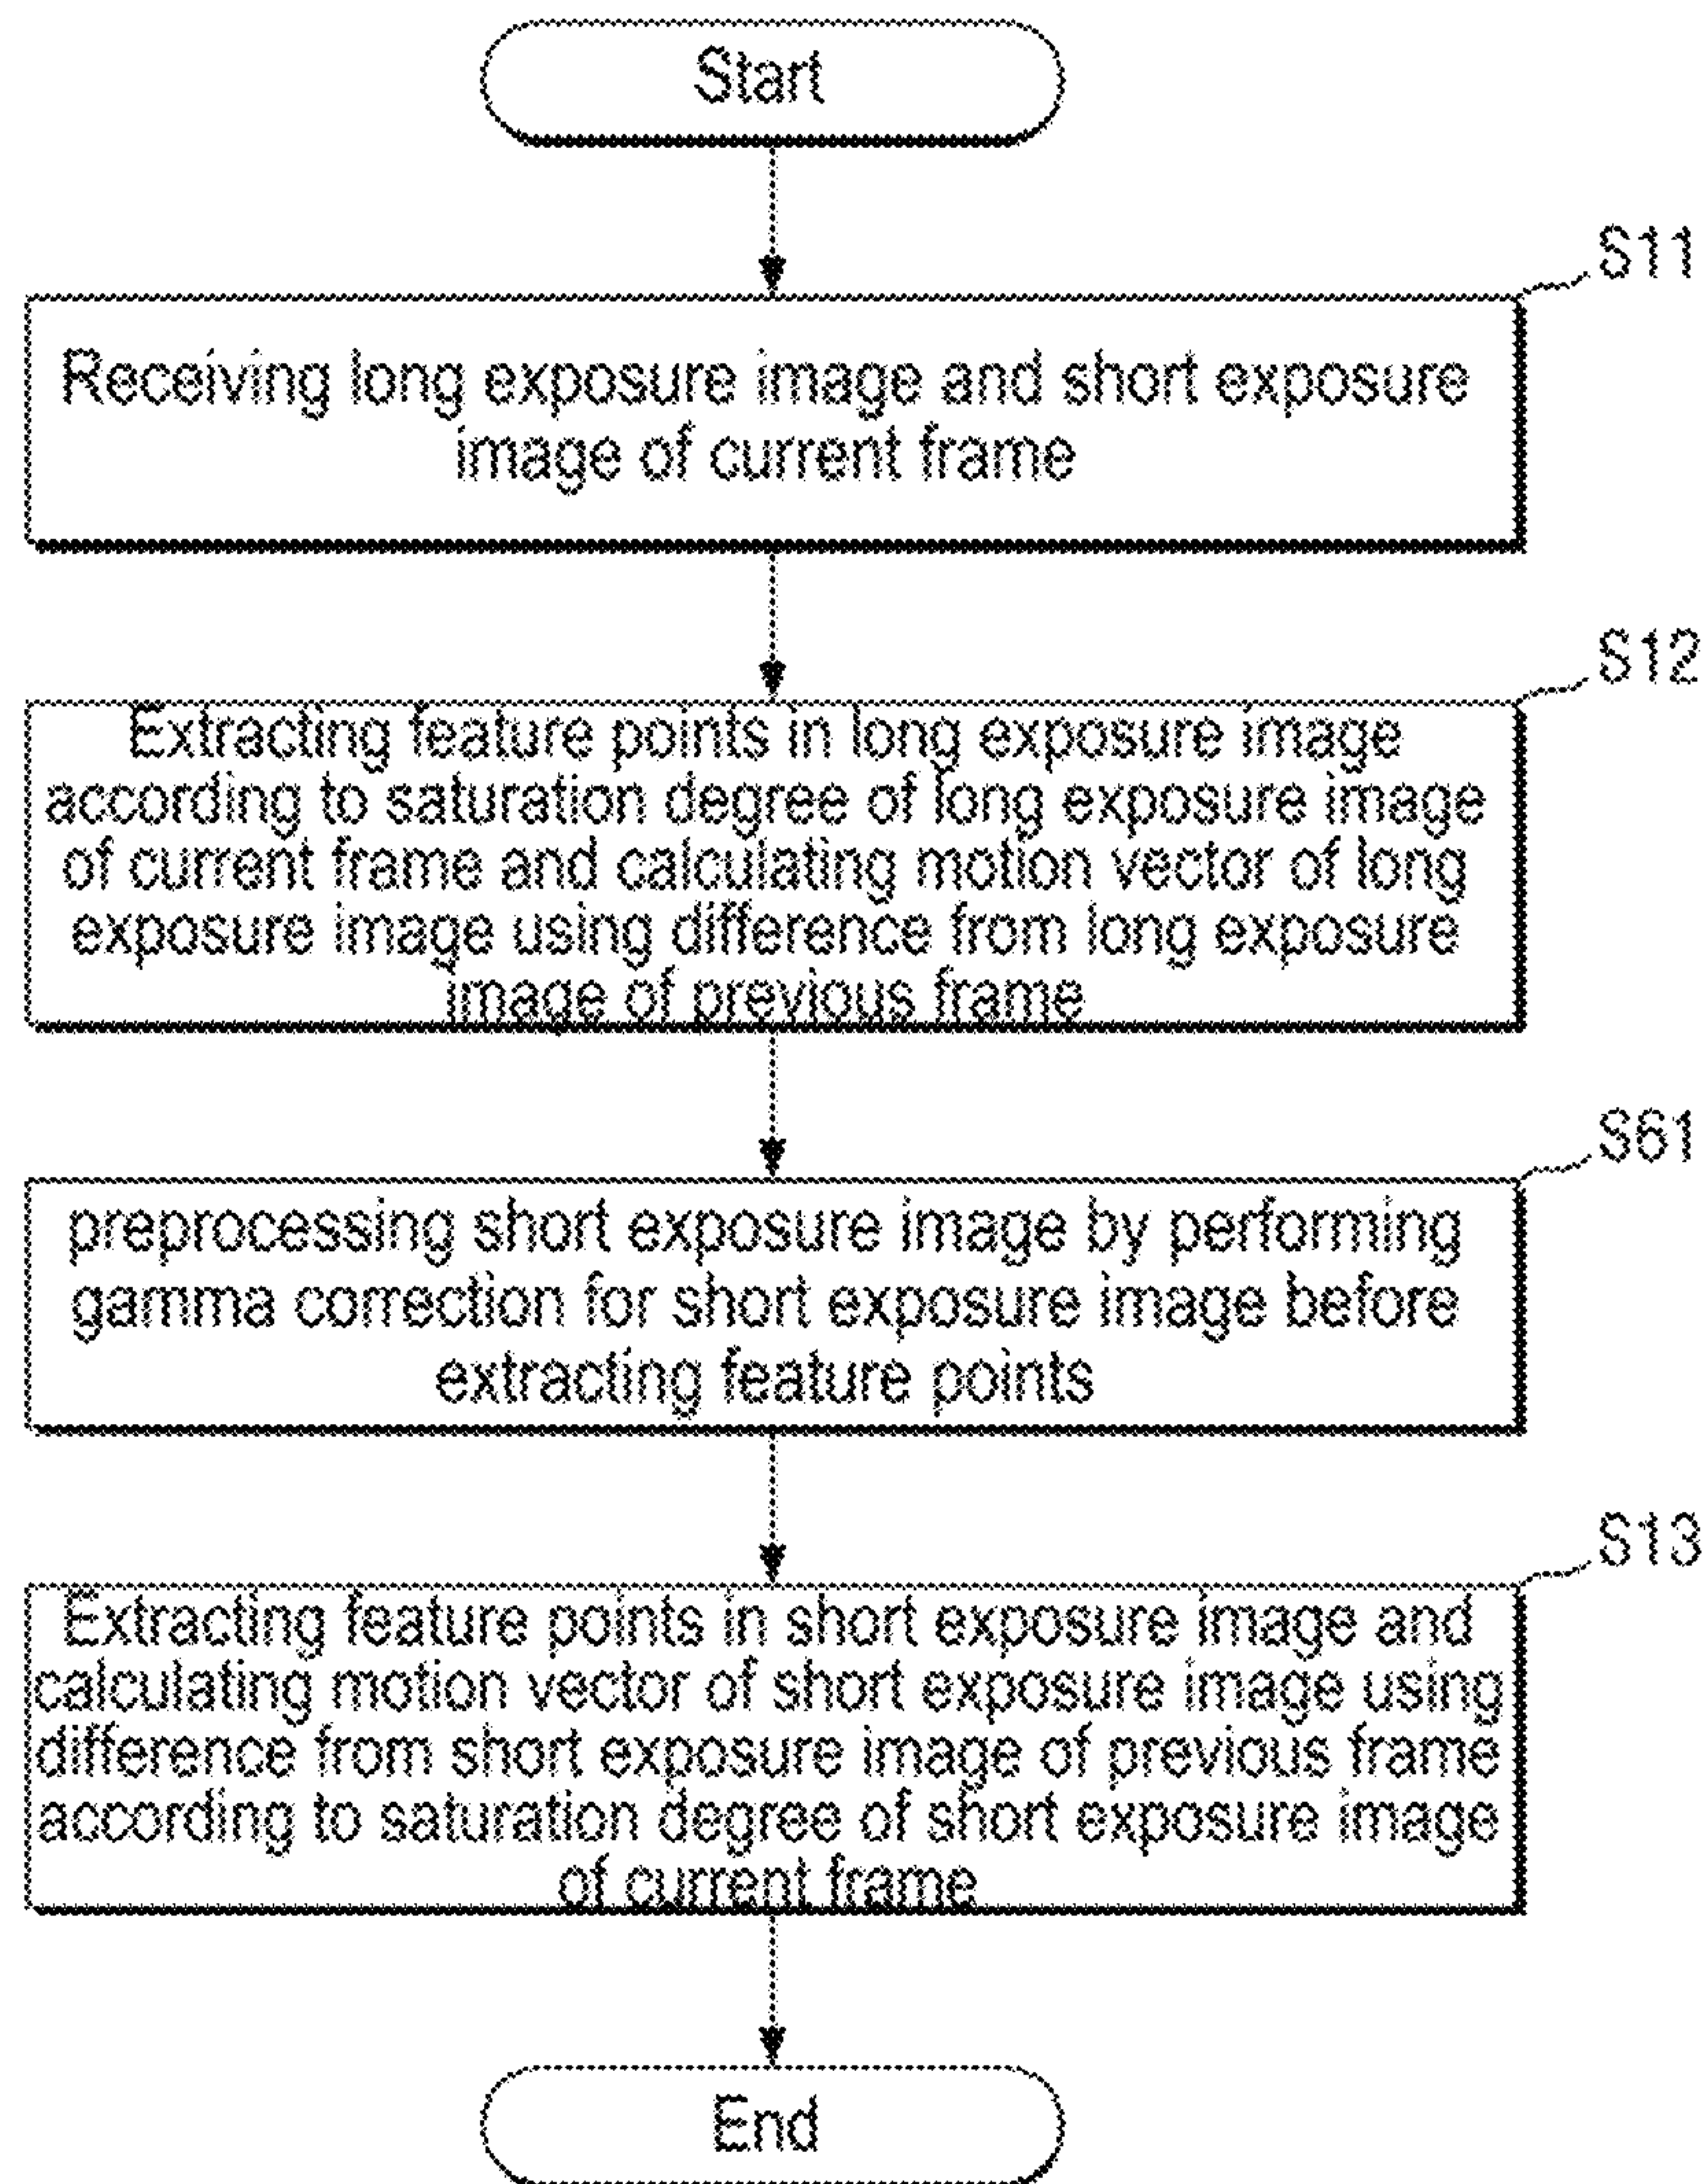 Start
S11
Receiving long exposure image and short exposure
image of current frame
S12
Extracting feature points in long exposure image
according to saturation degree of long exposure image
of current frame and calculating motion vector of long
exposure image using difference from long exposure
image of previous frame
S61
preprocessing short exposure image by performing
gamma correction for short exposure image before
extracting feature points
S13
Extracting feature points in short exposure image and
calculating motion vector of short exposure image using
difference from short exposure image of previous frame
according to saturation degree of short exposure image
of current frame
End